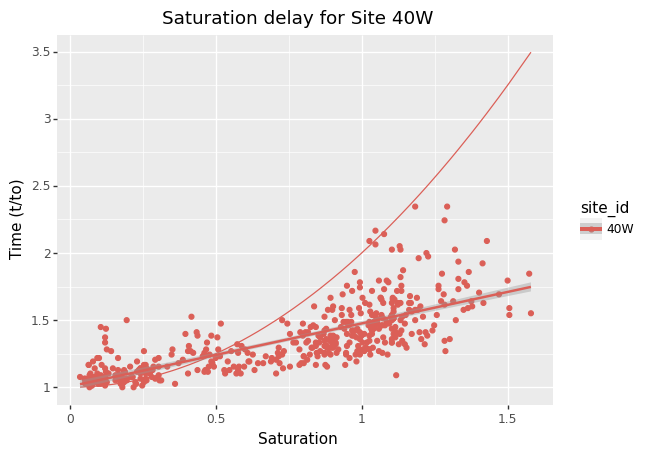 Saturation delay for Site 40W
3.5
3
2.5
2
1.5
1
Time (t/to)
0
0.5
1
1.5
Saturation
site_id
40W